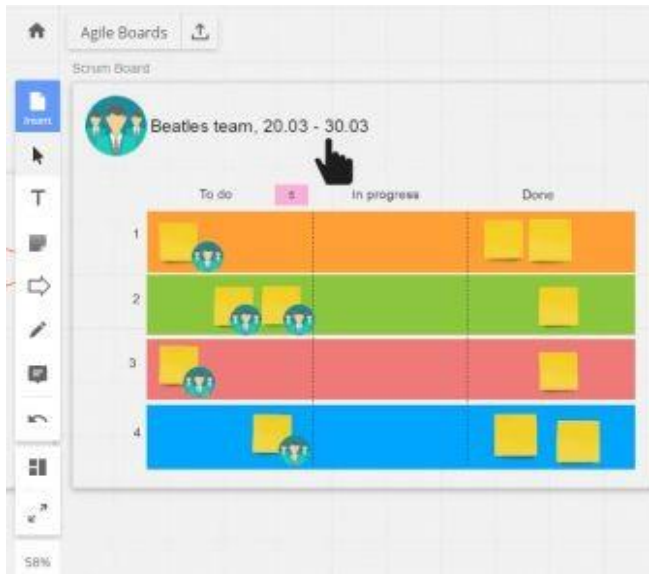 Agile Boards
Scrum Board
Insert
Beatles team, 20.03 - 30.03
To do
In progress
Done
1
2
3
4
58%